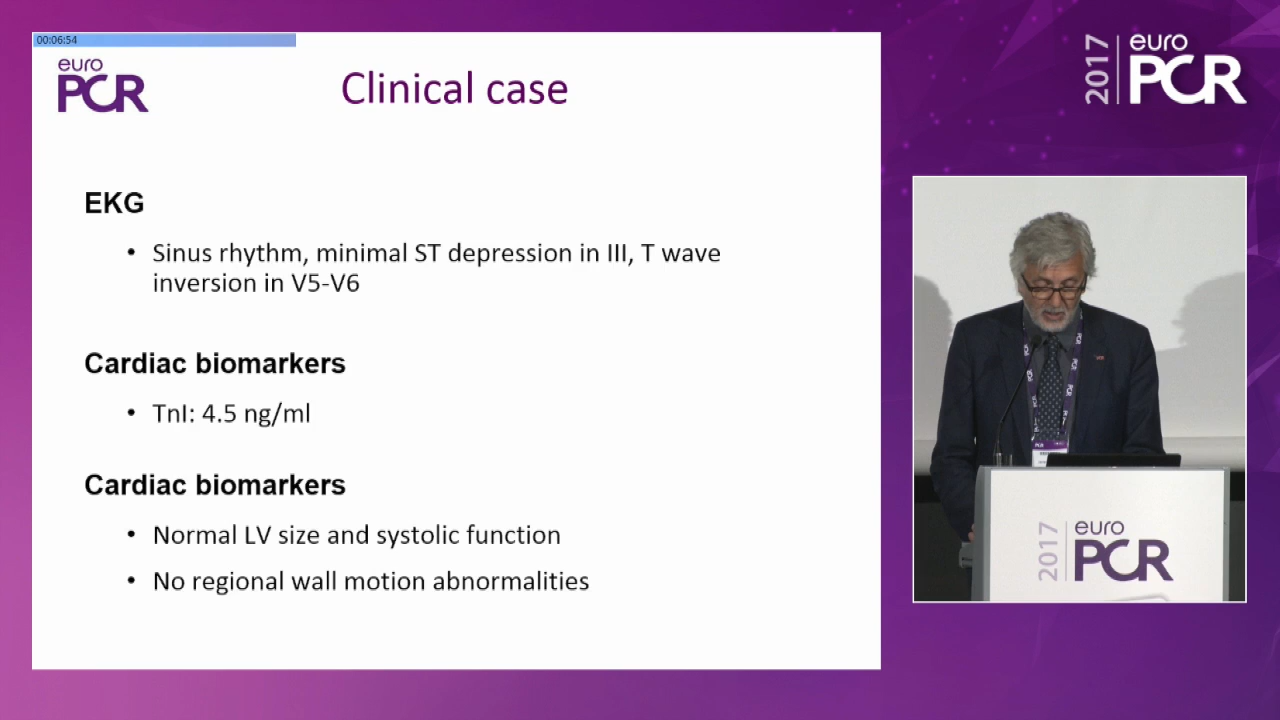 00:06:54
euro
PCR
Clinical case
EKG
• Sinus rhythm, minimal ST depression in III, T wave
inversion in V5-V6
Cardiac biomarkers
• TnI: 4.5 ng/ml
Cardiac biomarkers
• Normal LV size and systolic function
• No regional wall motion abnormalities
2017
euro
PCR
PCR
2017
euro
PCR